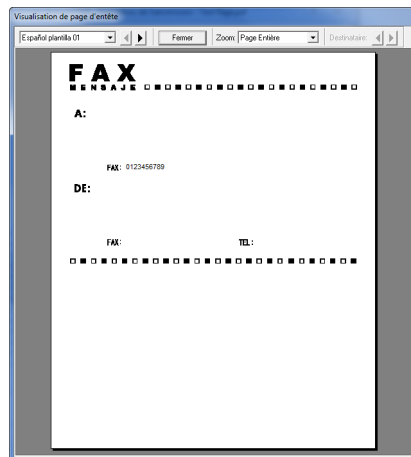 Visualisation de page d'entête
Español plantilla 01 Fermer Zoom: Page Entière Destinataire:
FAX
MENSAJE
A:
FAX: 0123456789
DE:
FAX: TEL: